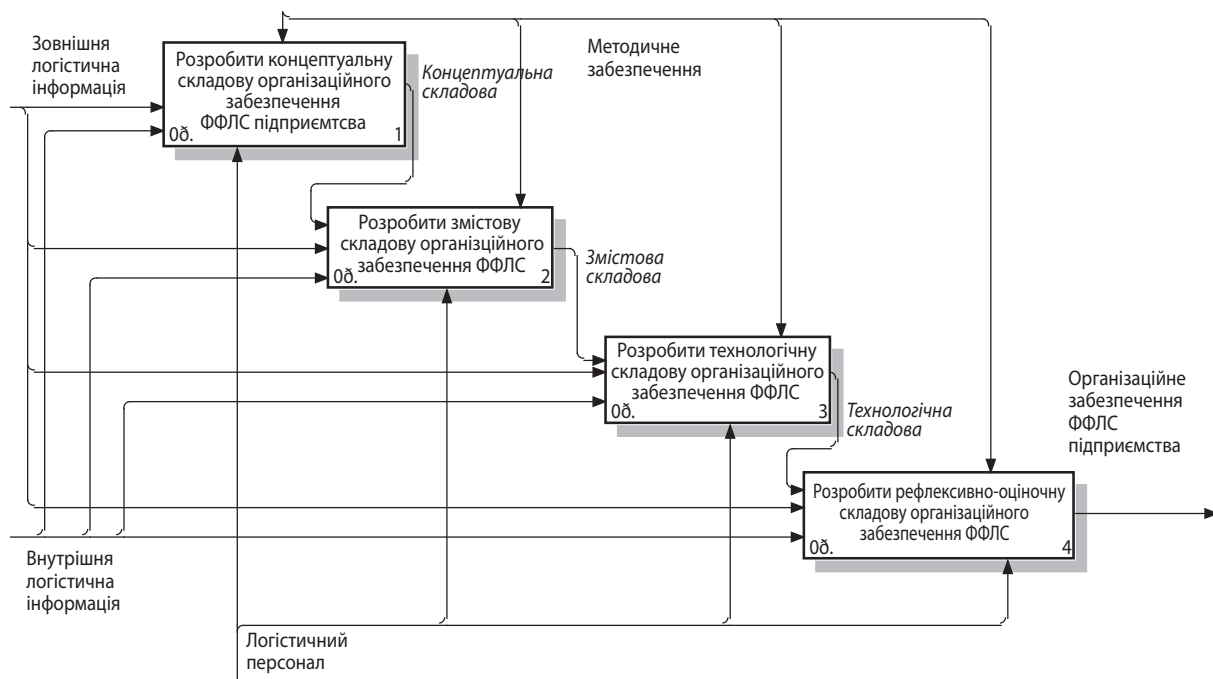 Зовнішня
логістична
інформація
Розробити концептуальну
складову організаційного
забезпечення
ФФЛС підприємтсва
0ð.
1
Концептуальна
складова
Методичне
забезпечення
Розробити змістову
складову організційного
забезпечення ФФЛС
0ð.
2
Змістова
складова
Розробити технологічну
складову організаційного
забезпечення ФФЛС
0ð.
3
Технологічна
складова
Організаційне
забезпечення
ФФЛС
підприємства
Розробити рефлексивно-оціночну
складову організаційного
забезпечення ФФЛС
0ð.
4
Внутрішня
логістична
інформація
Логістичний
персонал